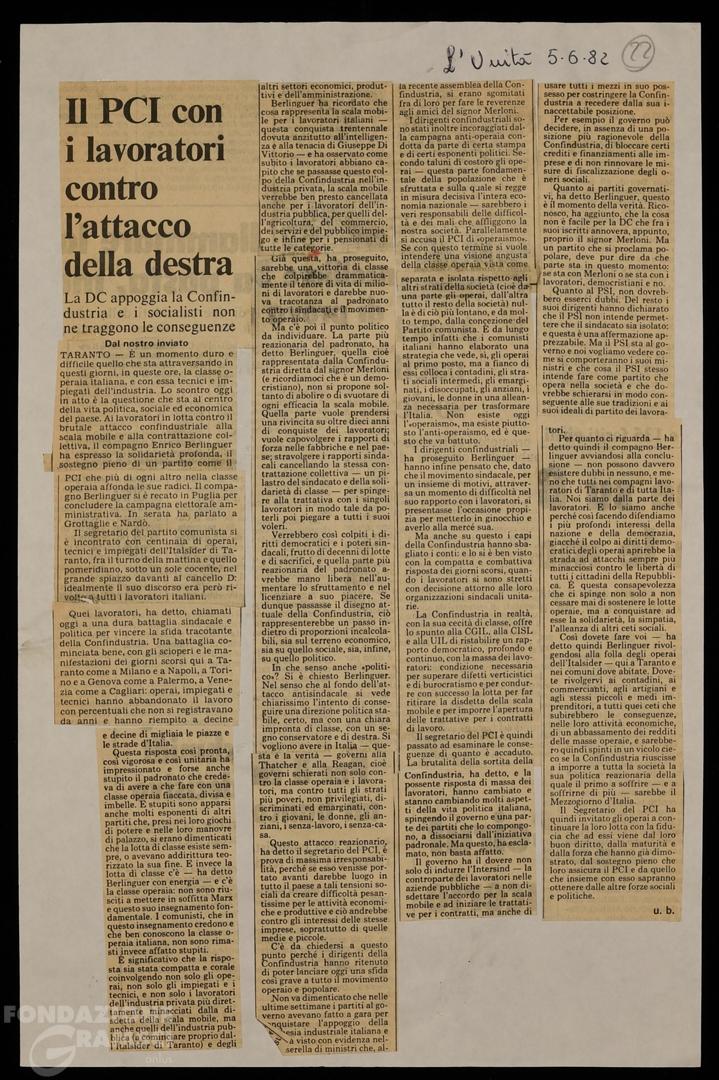 L'Unità 5-6-82 22
Il PCI con
i lavoratori
contro
l'attacco
della destra
La DC appoggia la Confin-
dustria e i socialisti non
ne traggono le conseguenze
Dal nostro inviato
TARANTO — È un momento duro e
difficile quello che sta attraversando in
questi giorni, in queste ore, la classe o-
peraia italiana, e con essa tecnici e im-
piegati dell'industria. Lo scontro oggi
in atto è la questione che sta al centro
della vita politica, sociale ed economica
del paese. Ai lavoratori in lotta contro il
brutale attacco confindustriale alla
scala mobile e alla contrattazione col-
lettiva, il compagno Enrico Berlinguer
ha espresso la solidarietà profonda, il
sostegno pieno di un partito come il
PCI che più di ogni altro nella classe
operaia affonda le sue radici. Il compa-
gno Berlinguer si è recato in Puglia per
concludere la campagna elettorale am-
ministrativa. In serata ha parlato a
Grottaglie e Nardò.
Il segretario del partito comunista si
è incontrato con centinaia di operai,
tecnici e impiegati dell'Italsider di Ta-
ranto, fra il turno della mattina e quello
pomeridiano, sotto un sole cocente, nel
grande spiazzo davanti al cancello D:
idealmente il suo discorso era però ri-
volto a tutti i lavoratori italiani.
Quei lavoratori, ha detto, chiamati
oggi a una dura battaglia sindacale e
politica per vincere la sfida tracotante
della Confindustria. Una battaglia co-
minciata bene, con gli scioperi e le ma-
nifestazioni dei giorni scorsi qui a Ta-
ranto come a Milano e a Napoli, a Tori-
no e a Genova come a Palermo, a Vene-
zia come a Cagliari: operai, impiegati e
tecnici hanno abbandonato il lavoro
con percentuali che non si registravano
da anni e hanno riempito a decine
e decine di migliaia le piazze e
le strade d'Italia.
Questa risposta così pronta,
così vigorosa e così unitaria ha
impressionato e forse anche
stupito il padronato che crede-
va di avere a che fare con una
classe operaia fiaccata, divisa e
imbelle. E stupiti sono apparsi
anche molti esponenti di altri
partiti che, presi nei loro giochi
di potere e nelle loro manovre
di palazzo, si erano dimenticati
che la lotta di classe esiste sem-
pre, o avevano addirittura teo-
rizzato la sua fine. E invece la
lotta di classe c'è — ha detto
Berlinguer con energia — e c'è
la classe operaia: non sono riu-
sciti a mettere in soffitta Marx
e questo suo insegnamento fon-
damentale. I comunisti, che in
questo insegnamento credono e
che ben conoscono la classe o-
peraia italiana, non sono rima-
sti invece affatto stupiti.
È significativo che la rispo-
sta sia stata compatta e corale
coinvolgendo non solo gli ope-
rai, non solo gli impiegati e i
tecnici, e non solo i lavoratori
dell'industria privata più diret-
tamente minacciati dalla di-
sdetta della scala mobile, ma
anche quelli dell'industria pub-
blica (a cominciare proprio dal-
l'Italsider di Taranto) e degli
altri settori economici, produt-
tivi e dell'amministrazione.
Berlinguer ha ricordato che
cosa rappresenta la scala mobi-
le per i lavoratori italiani —
questa conquista trentennale
dovuta anzitutto all'intelligen-
za e alla tenacia di Giuseppe Di
Vittorio — e ha osservato come
subito i lavoratori abbiano ca-
pito che se passasse questo col-
po della Confindustria nell'in-
dustria privata, la scala mobile
verrebbe ben presto cancellata
anche per i lavoratori dell'in-
dustria pubblica, per quelli del-
l'agricoltura, del commercio,
dei servizi e del pubblico impie-
go e infine per i pensionati di
tutte le categorie.
Già questa, ha proseguito,
sarebbe una vittoria di classe
che colpirebbe drammatica-
mente il tenore di vita di milio-
ni di lavoratori e darebbe nuo-
va tracotanza al padronato
contro i sindacati e il movimen-
to operaio.
Ma c'è poi il punto politico
da individuare. La parte più
reazionaria del padronato, ha
detto Berlinguer, quella cioè
rappresentata dalla Confindu-
stria diretta dal signor Merloni
(e ricordiamoci che è un demo-
cristiano), non si propone sol-
tanto di abolire o di svuotare di
ogni efficacia la scala mobile.
Quella parte vuole prendersi
una rivincita su oltre dieci anni
di conquiste dei lavoratori;
vuole capovolgere i rapporti di
forza nelle fabbriche e nel pae-
se; stravolgere i rapporti sinda-
cali cancellando la stessa con-
trattazione collettiva — un pi-
lastro del sindacato e della soli-
darietà di classe — per spinge-
re alla trattativa con i singoli
lavoratori in modo tale da po-
terli poi piegare a tutti i suoi
voleri.
Verrebbero così colpiti i di-
ritti democratici e i poteri sin-
dacali, frutto di decenni di lotte
e di sacrifici, e quella parte più
reazionaria del padronato a-
vrebbe mano libera nell'au-
mentare lo sfruttamento e nel
licenziare a suo piacere. Se
dunque passasse il disegno at-
tuale della Confindustria, ciò
rappresenterebbe un passo in-
dietro di proporzioni incalcola-
bili, sia sul terreno economico,
sia su quello sociale, sia, infine,
su quello politico.
In che senso anche «politi-
co»? Si è chiesto Berlinguer.
Nel senso che al fondo dell'at-
tacco antisindacale si vede
chiarissimo l'intento di conse-
guire una direzione politica sta-
bile, certo, ma con una chiara
impronta di classe, con un se-
gno conservatore e di destra. Si
vogliono avere in Italia — que-
sta è la verità — governi alla
Thatcher e alla Reagan, cioè
governi schierati non solo con-
tro la classe operaia e i lavora-
tori, ma contro tutti gli strati
più poveri, non privilegiati, di-
scriminati ed emarginati, con-
tro i giovani, le donne, gli an-
ziani, i senza-lavoro, i senza-ca-
sa.
Questo attacco reazionario,
ha detto il segretario del PCI, è
prova di massima irresponsabi-
lità, perché se esso venisse por-
tato avanti darebbe luogo in
tutto il paese a tali tensioni so-
ciali da creare difficoltà pesan-
tissime per le attività economi-
che e produttive e ciò andrebbe
contro gli interessi delle stesse
imprese, soprattutto di quelle
medie e piccole.
C'è da chiedersi a questo
punto perché i dirigenti della
Confindustria hanno ritenuto
di poter lanciare oggi una sfida
così grave a tutto il movimento
operaio e popolare.
Non va dimenticato che nelle
ultime settimane i partiti al go-
verno avevano fatto a gara per
conquistare l'appoggio della
esia industriale italiana e
à visto con evidenza nel-
serella di ministri che, al-
la recente assemblea della Con-
findustria, si erano sgomitati
fra di loro per fare le reverenze
agli amici del signor Merloni.
I dirigenti confindustriali so-
no stati inoltre incoraggiati dal-
la campagna anti-operaia con-
dotta da parte di certa stampa
e di certi esponenti politici. Se-
condo taluni di costoro gli ope-
rai — questa parte fondamen-
tale della popolazione che è
sfruttata e sulla quale si regge
in misura decisiva l'intera eco-
nomia nazionale — sarebbero i
veri responsabili delle difficol-
tà e dei mali che affliggono la
nostra società. Parallelamente
si accusa il PCI di «operaismo».
Se con questo termine si vuole
intendere una visione angusta
della classe operaia vista come
separata e isolata rispetto agli
altri strati della società (cioè da
una parte gli operai, dall'altra
tutto il resto della società) nul-
la è di ciò più lontano, e da mol-
to tempo, dalla concezione del
Partito comunista. È da lungo
tempo infatti che i comunisti
italiani hanno elaborato una
strategia che vede, sì, gli operai
al primo posto, ma a fianco di
essi colloca i contadini, gli stra-
ti sociali intermedi, gli emargi-
nati, i disoccupati, gli anziani, i
giovani, le donne in una allean-
za necessaria per trasformare
l'Italia. Non esiste oggi
l'«operaismo», ma esiste piutto-
sto l'anti-operaismo, ed è que-
sto che va battuto.
I dirigenti confindustriali —
ha proseguito Berlinguer —
hanno infine pensato che, dato
che il movimento sindacale, per
un insieme di motivi, attraver-
sa un momento di difficoltà nel
suo rapporto con i lavoratori, si
presentasse l'occasione propi-
zia per metterlo in ginocchio e
averlo alla mercé sua.
Ma anche su questo i capi
della Confindustria hanno sba-
gliato i conti: e lo si è ben visto
con la compatta e combattiva
risposta dei giorni scorsi, quan-
do i lavoratori si sono stretti
con decisione attorno alle loro
organizzazioni sindacali unita-
rie.
La Confindustria in realtà,
con la sua cecità di classe, offre
lo spunto alla CGIL, alla CISL
e alla UIL di ristabilire un rap-
porto democratico, profondo e
continuo, con la massa dei lavo-
ratori: condizione necessaria
per superare difetti verticistici
e di burocratismo e per condur-
re con successo la lotta per far
ritirare la disdetta della scala
mobile e per imporre l'apertura
delle trattative per i contratti
di lavoro.
Il segretario del PCI è quindi
passato ad esaminare le conse-
guenze di quanto è accaduto.
La brutalità della sortita della
Confindustria, ha detto, e la
possente risposta di massa dei
lavoratori, hanno cambiato e
stanno cambiando molti aspet-
ti della vita politica italiana,
spingendo il governo e una par-
te dei partiti che lo compongo-
no, a dissociarsi dall'iniziativa
padronale. Ma questo, ha escla-
mato, non basta affatto.
Il governo ha il dovere non
solo di indurre l'Intersind — la
controparte dei lavoratori nelle
aziende pubbliche — a non di-
sdettare l'accordo per la scala
mobile e ad iniziare le trattati-
ve per i contratti, ma anche di
usare tutti i mezzi in suo pos-
sesso per costringere la Confin-
dustria a recedere dalla sua i-
naccettabile posizione.
Per esempio il governo può
decidere, in assenza di una po-
sizione più ragionevole della
Confindustria, di bloccare certi
crediti e finanziamenti alle im-
prese e di non rinnovare le mi-
sure di fiscalizzazione degli o-
neri sociali.
Quanto ai partiti governati-
vi, ha detto Berlinguer, questo
è il momento della verità. Rico-
nosco, ha aggiunto, che la cosa
non è facile per la DC che fra i
suoi iscritti annovera, appunto,
proprio il signor Merloni. Ma
un partito che si proclama po-
polare, deve pur dire da che
parte sta in questo momento:
se sta con Merloni o se sta con i
lavoratori, democristiani e no.
Quanto al PSI, non dovreb-
bero esserci dubbi. Del resto i
suoi dirigenti hanno dichiarato
che il PSI non intende permet-
tere che il sindacato sia isolato:
e questa è una affermazione ap-
prezzabile. Ma il PSI sta al go-
verno e noi vogliamo vedere co-
me si comporteranno i suoi mi-
nistri e che cosa il PSI stesso
intende fare come partito che
opera nella società e che do-
vrebbe schierarsi in modo con-
seguente alle sue tradizioni e ai
suoi ideali di partito dei lavora-
tori.
Per quanto ci riguarda — ha
detto quindi il compagno Ber-
linguer avviandosi alla conclu-
sione — non possono davvero
esistere dubbi in nessuno, e me-
no che tutti nei compagni lavo-
ratori di Taranto e di tutta Ita-
lia. Noi siamo dalla parte dei
lavoratori. E lo siamo anche
perché così facendo difendiamo
i più profondi interessi della
nazione e della democrazia,
giacché il colpo ai diritti demo-
cratici degli operai aprirebbe la
strada ad attacchi sempre più
minacciosi contro le libertà di
tutti i cittadini della Repubbli-
ca. È questa consapevolezza
che ci spinge non solo a non
cessare mai di sostenere le lotte
operaie, ma a conquistare ad
esse la solidarietà, la simpatia,
l'alleanza di altri ceti sociali.
Così dovete fare voi — ha
detto quindi Berlinguer rivol-
gendosi alla folla degli operai
dell'Italsider — qui a Taranto e
nei comuni dove abitate. Dove-
te rivolgervi ai contadini, ai
commercianti, agli artigiani e
agli stessi piccoli e medi im-
prenditori, a tutti quei ceti che
subirebbero le conseguenze,
nelle loro attività economiche,
di un abbassamento dei redditi
delle masse operaie, e sarebbe-
ro quindi spinti in un vicolo cie-
co se la Confindustria riuscisse
a imporre a tutta la società la
sua politica reazionaria della
quale il primo a soffrire — e a
soffrirne di più — sarebbe il
Mezzogiorno d'Italia.
Il Segretario del PCI ha
quindi invitato gli operai a con-
tinuare la loro lotta con la fidu-
cia che ad essi viene dal loro
buon diritto, dalla maturità e
dalla forza che hanno già dimo-
strato, dal sostegno pieno che
loro assicura il PCI e da quello
che insieme con esso sapranno
ottenere dalle altre forze sociali
e politiche.
u. b.
FONDAZIONE
GRAMSCI
onlus